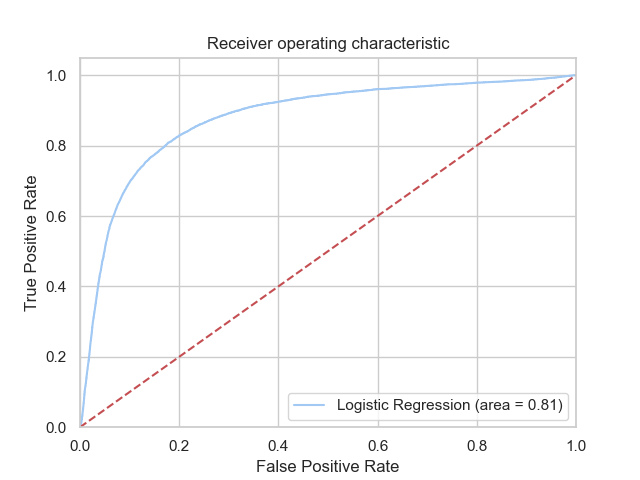 Receiver operating characteristic
1.0
0.8
0.6
0.4
0.2
0.0
True Positive Rate
Logistic Regression (area = 0.81)
0.0 0.2 0.4 0.6 0.8 1.0
False Positive Rate